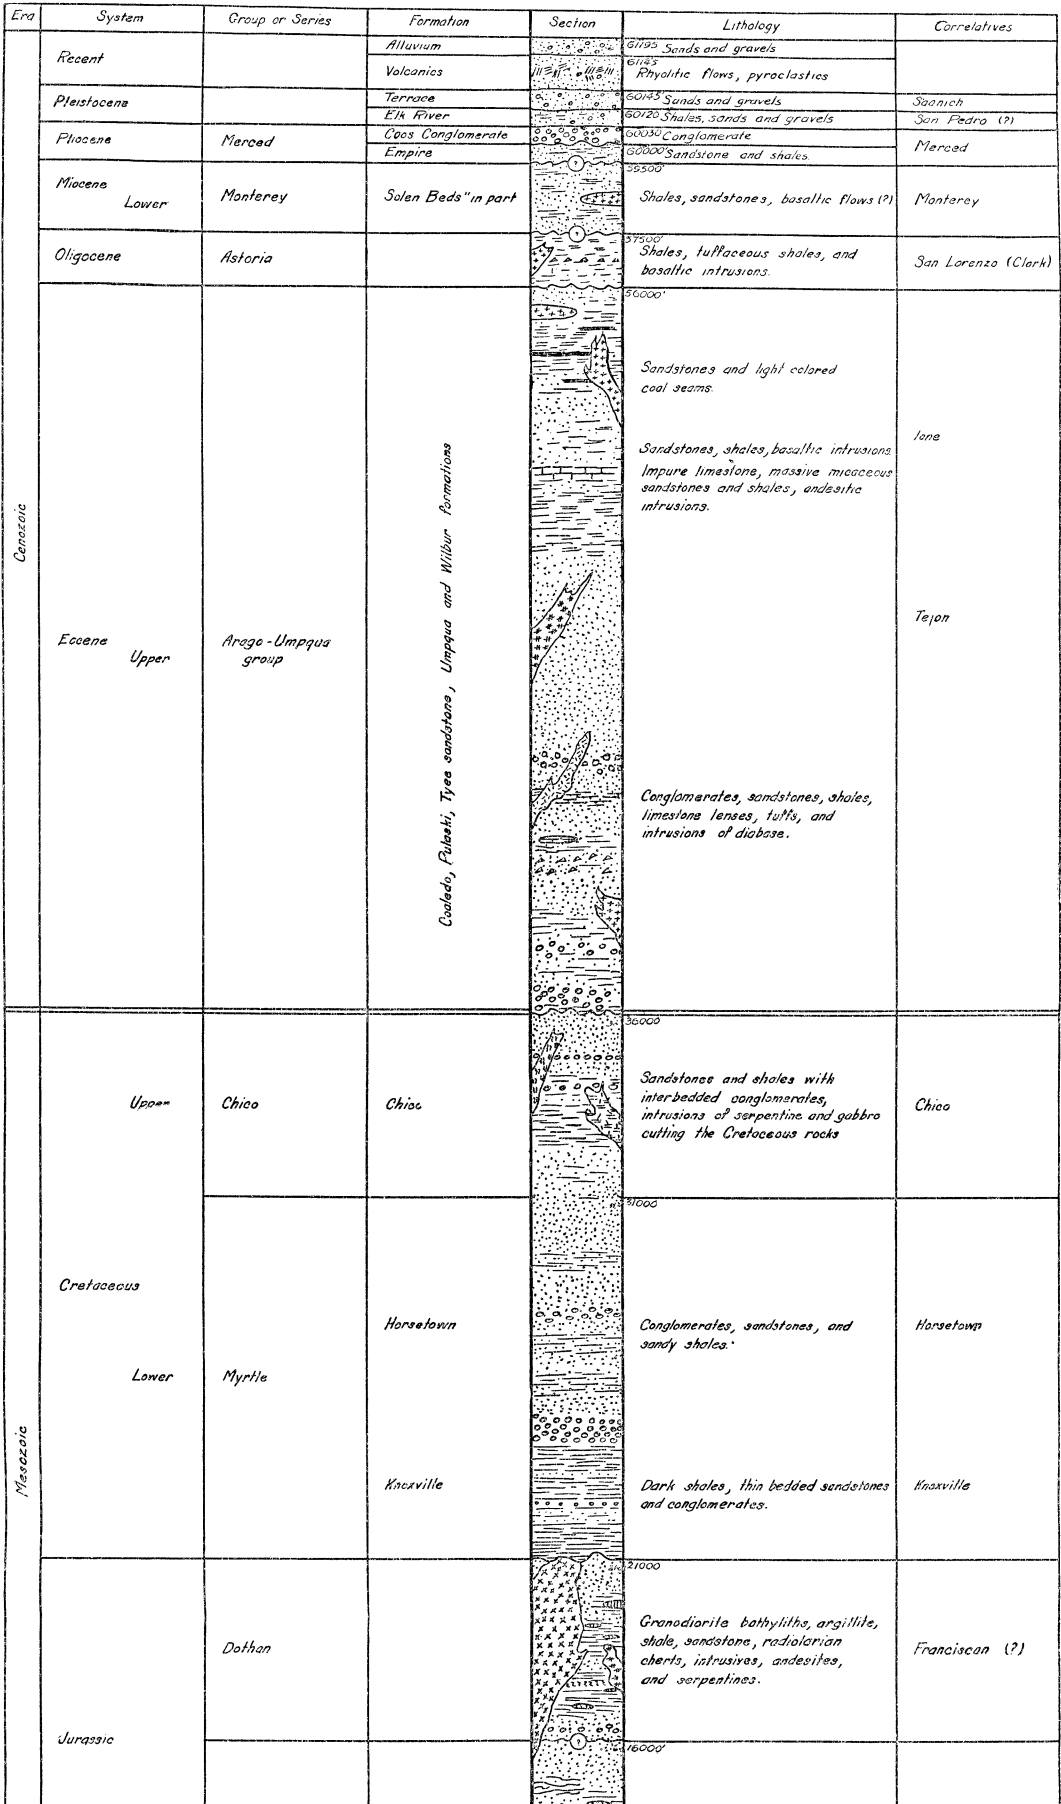 Era System Group or Series Formation Section Lithology Correlatives
Cenozoic
Recent
Alluvium 61195 Sands and gravels
Volcanics 61145 Rhyolitic flows, pyroclastics
Pleistocene Terrace 60145' Sands and gravels Saanich
Elk River 60120 Shales, sands and gravels San Pedro (?)
Pliocene Merced Coos Conglomerate 60030' Conglomerate Merced
Empire 60000' Sandstone and shales.
?
Miocene
Lower Monterey Solen Beds" in part Shales, sandstones, basaltic flows (?) Monterey
?
57500'
Oligocene Astoria Shales, tuffaceous shales, and San Lorenzo (Clark)
basaltic intrusions.
56000'
Sandstones and light colored
coal seams.
Ione
Sandstones, shales, basaltic intrusions.
Impure limestone, massive micaceous
sandstones and shales, andesitic
intrusions.
Coaledo, Pulaski, Tyee sandstone, Umpqua and Wilbur formations
Tejon
Eocene Arago-Umpqua
Upper group
Conglomerates, sandstones, shales,
limestone lenses, tuffs, and
intrusions of diabase.
Mesozoic
36000'
Upper Chico Chico Sandstones and shales with Chico
interbedded conglomerates,
intrusions of serpentine and gabbro
cutting the Cretaceous rocks
31000
Cretaceous
Horsetown Conglomerates, sandstones, and Horsetown
sandy shales.
Lower Myrtle
Knoxville Dark shales, thin bedded sandstones Knoxville
and conglomerates.
21000
Dothan Granodiorite bathyliths, argillite, Franciscan (?)
shale, sandstone, radiolarian
cherts, intrusives, andesites,
and serpentines.
Jurassic
?
16000'